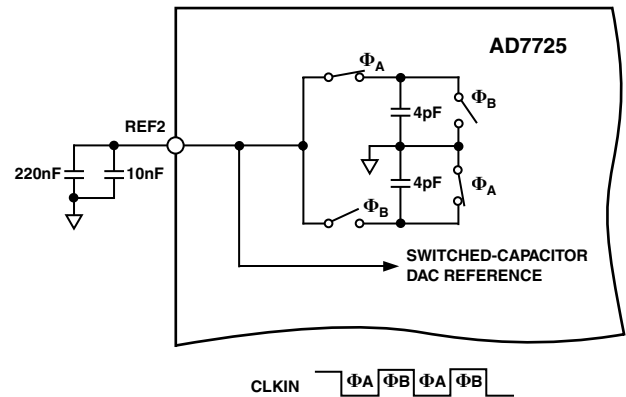 AD7725
ΦA
ΦB
4pF
REF2
220nF
10nF
4pF
ΦA
ΦB
SWITCHED-CAPACITOR
DAC REFERENCE
CLKIN ΦA ΦB ΦA ΦB